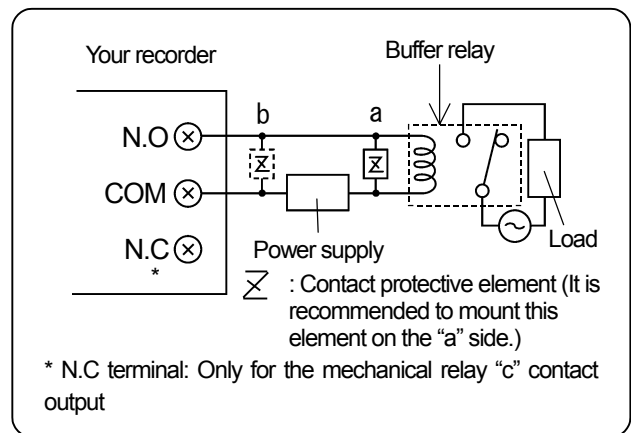 Your recorder
Buffer relay
b
a
N.O
COM
N.C
*
Power supply
Load
Z : Contact protective element (It is
recommended to mount this
element on the “a” side.)
* N.C terminal: Only for the mechanical relay “c” contact
output